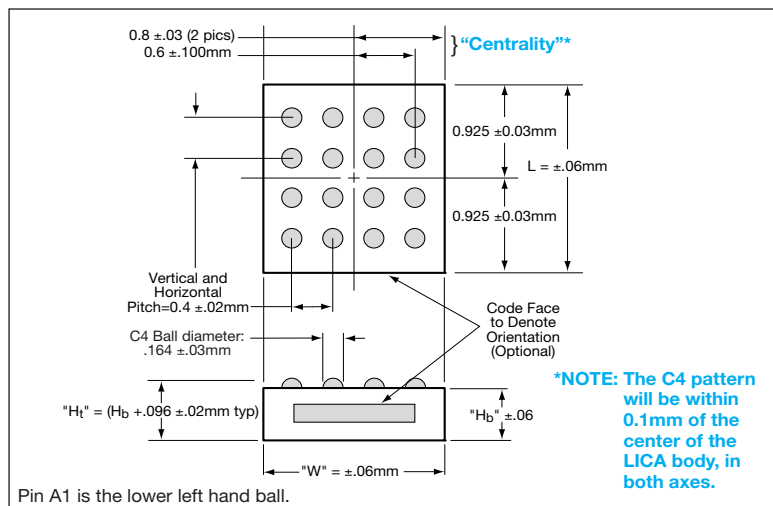 0.8 ±.03 (2 pics)
0.6 ±.100mm
} “Centrality”*
0.925 ±0.03mm
L = ±.06mm
0.925 ±0.03mm
Vertical and
Horizontal
Pitch=0.4 ±.02mm
C4 Ball diameter:
.164 ±.03mm
Code Face
to Denote
Orientation
(Optional)
"Ht" = (Hb +.096 ±.02mm typ)
"Hb" ±.06
"W" = ±.06mm
*NOTE: The C4 pattern
will be within
0.1mm of the
center of the
LICA body, in
both axes.
Pin A1 is the lower left hand ball.